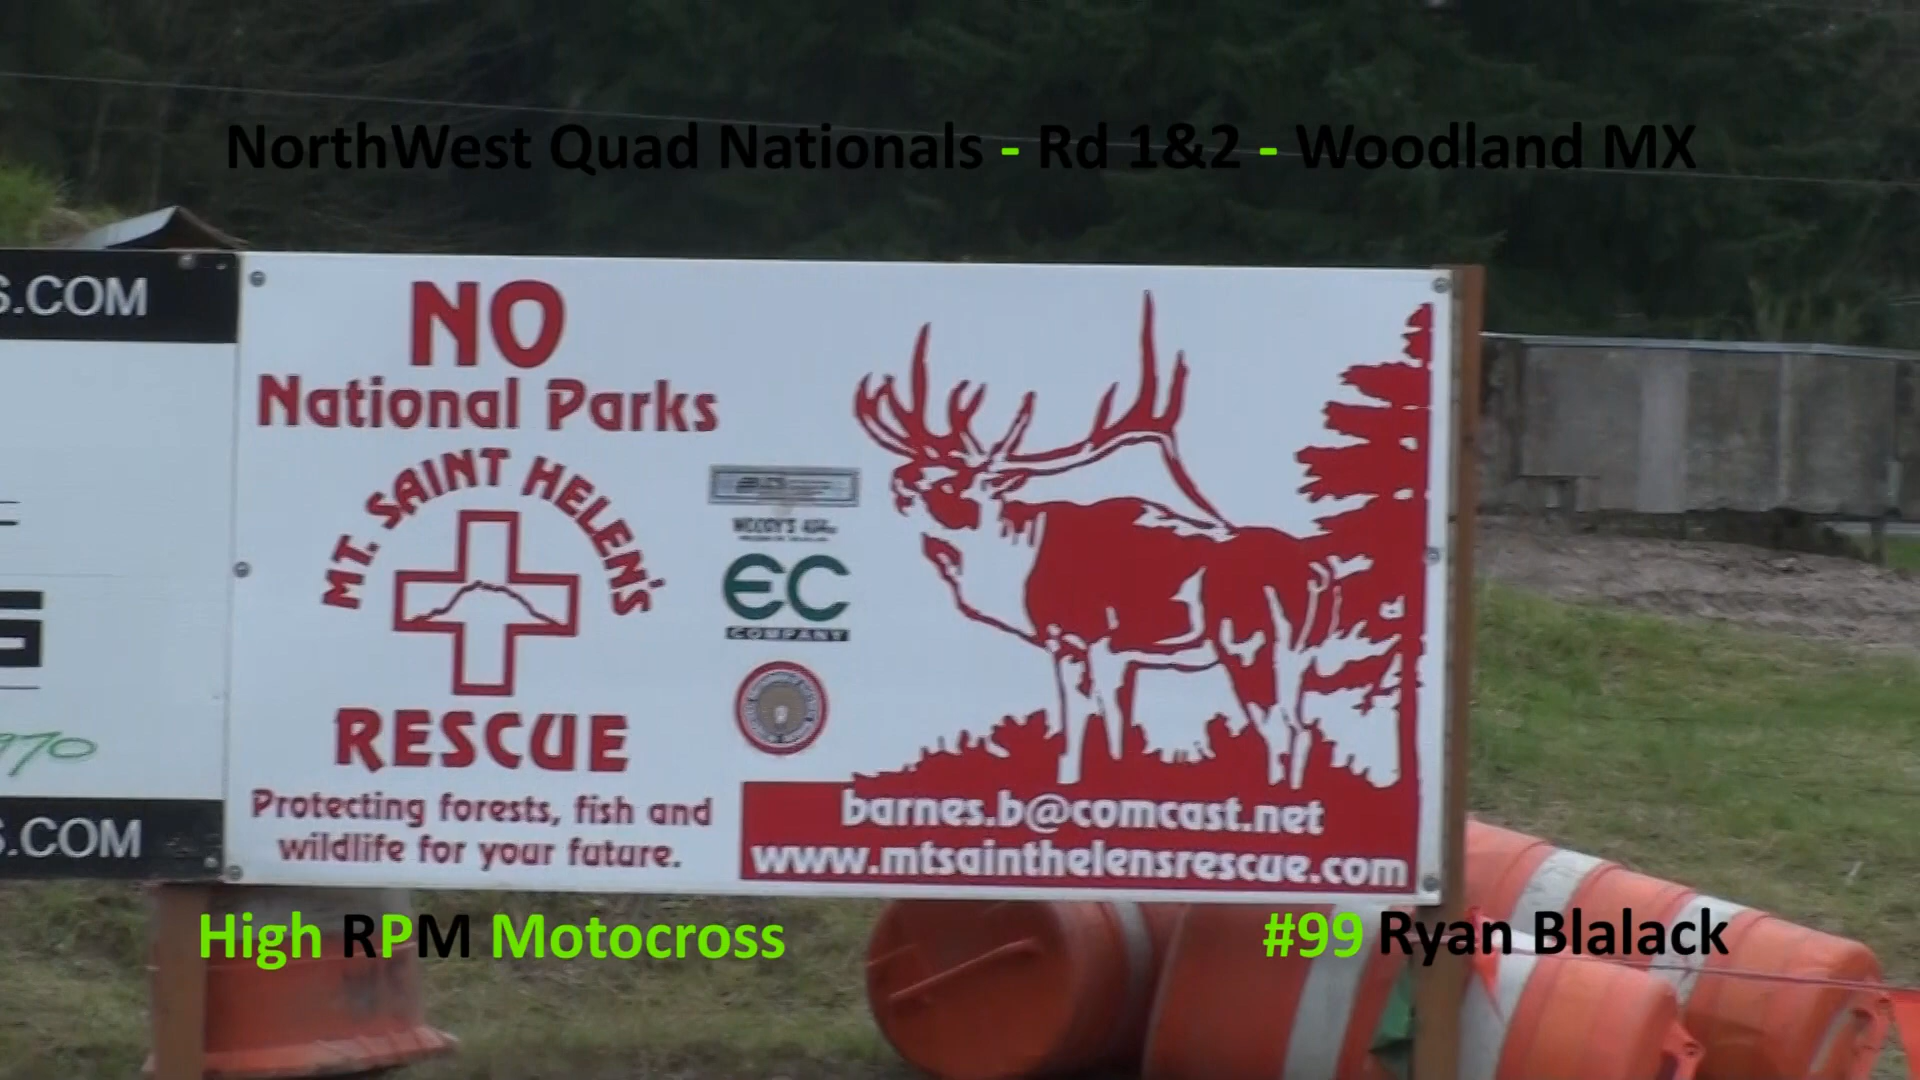 NorthWest Quad Nationals - Rd 1&2 - Woodland MX
S.COM
NO
National Parks
MT. SAINT HELEN'S
RESCUE
Protecting forests, fish and
wildlife for your future.
WOODY'S
EC
COMPANY
barnes.b@comcast.net
www.mtsainthelensrescue.com
970
S.COM
High RPM Motocross
#99 Ryan Blalack